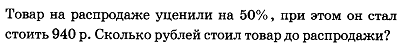 Товар на распродаже уценили на 50%, при этом он стал
стоить 940 р. Сколько рублей стоил товар до распродажи?